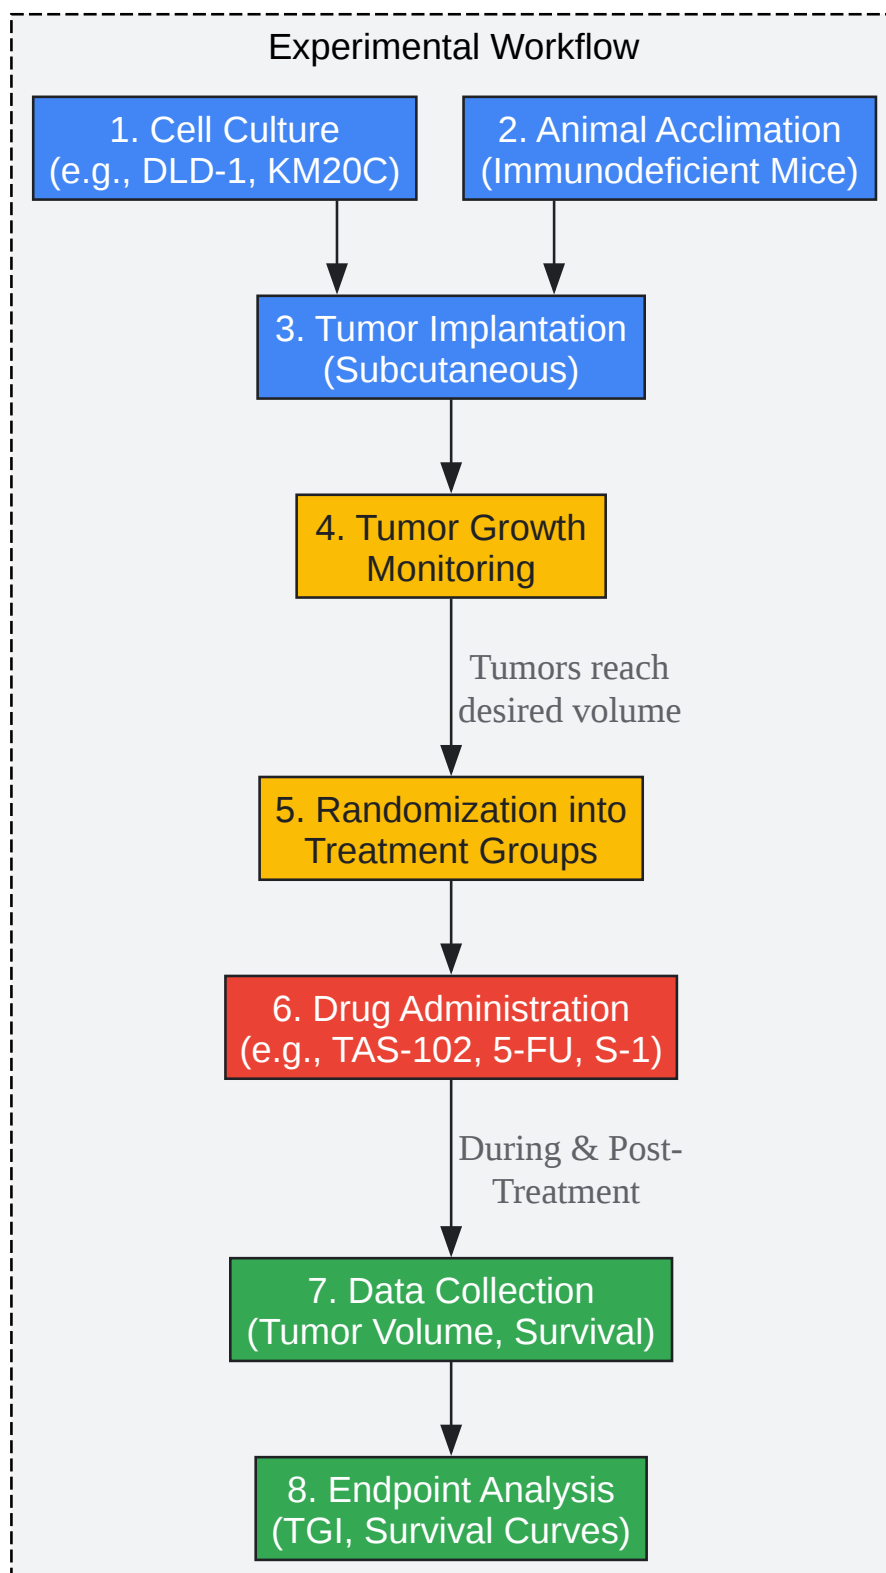 Experimental Workflow
1. Cell Culture
(e.g., DLD-1, KM20C)
2. Animal Acclimation
(Immunodeficient Mice)
3. Tumor Implantation
(Subcutaneous)
4. Tumor Growth
Monitoring
Tumors reach
desired volume
5. Randomization into
Treatment Groups
6. Drug Administration
(e.g., TAS-102, 5-FU, S-1)
During & Post-
Treatment
7. Data Collection
(Tumor Volume, Survival)
8. Endpoint Analysis
(TGI, Survival Curves)